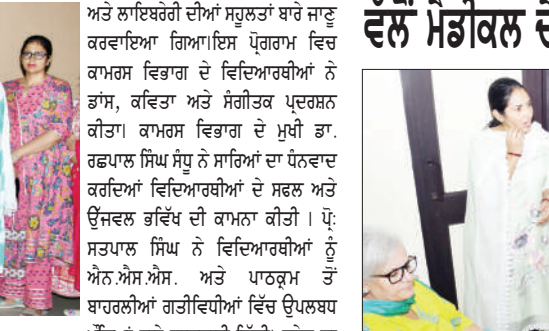 ਅਤੇ ਲਾਇਬਰੇਰੀ ਦੀਆਂ ਸਹੂਲਤਾਂ ਬਾਰੇ ਜਾਣੂ
ਕਰਵਾਇਆ ਗਿਆ।ਇਸ ਪ੍ਰੋਗਰਾਮ ਵਿਚ
ਕਾਮਰਸ ਵਿਭਾਗ ਦੇ ਵਿਦਿਆਰਥੀਆਂ ਨੇ
ਡਾਂਸ, ਕਵਿਤਾ ਅਤੇ ਸੰਗੀਤਕ ਪ੍ਰਦਰਸ਼ਨ
ਕੀਤਾ। ਕਾਮਰਸ ਵਿਭਾਗ ਦੇ ਮੁਖੀ ਡਾ.
ਰਛਪਾਲ ਸਿੰਘ ਸੰਧੂ ਨੇ ਸਾਰਿਆਂ ਦਾ ਧੰਨਵਾਦ
ਕਰਦਿਆਂ ਵਿਦਿਆਰਥੀਆਂ ਦੇ ਸਫਲ ਅਤੇ
ਉੱਜਵਲ ਭਵਿੱਖ ਦੀ ਕਾਮਨਾ ਕੀਤੀ । ਪ੍ਰੋ:
ਸਤਪਾਲ ਸਿੰਘ ਨੇ ਵਿਦਿਆਰਥੀਆਂ ਨੂੰ
ਐਨ.ਐਸ.ਐਸ. ਅਤੇ ਪਾਠਕ੍ਰਮ ਤੋਂ
ਬਾਹਰਲੀਆਂ ਗਤੀਵਿਧੀਆਂ ਵਿੱਚ ਉਪਲਬਧ
ਵੱਲੋਂ ਮੈਡੀਕਲ